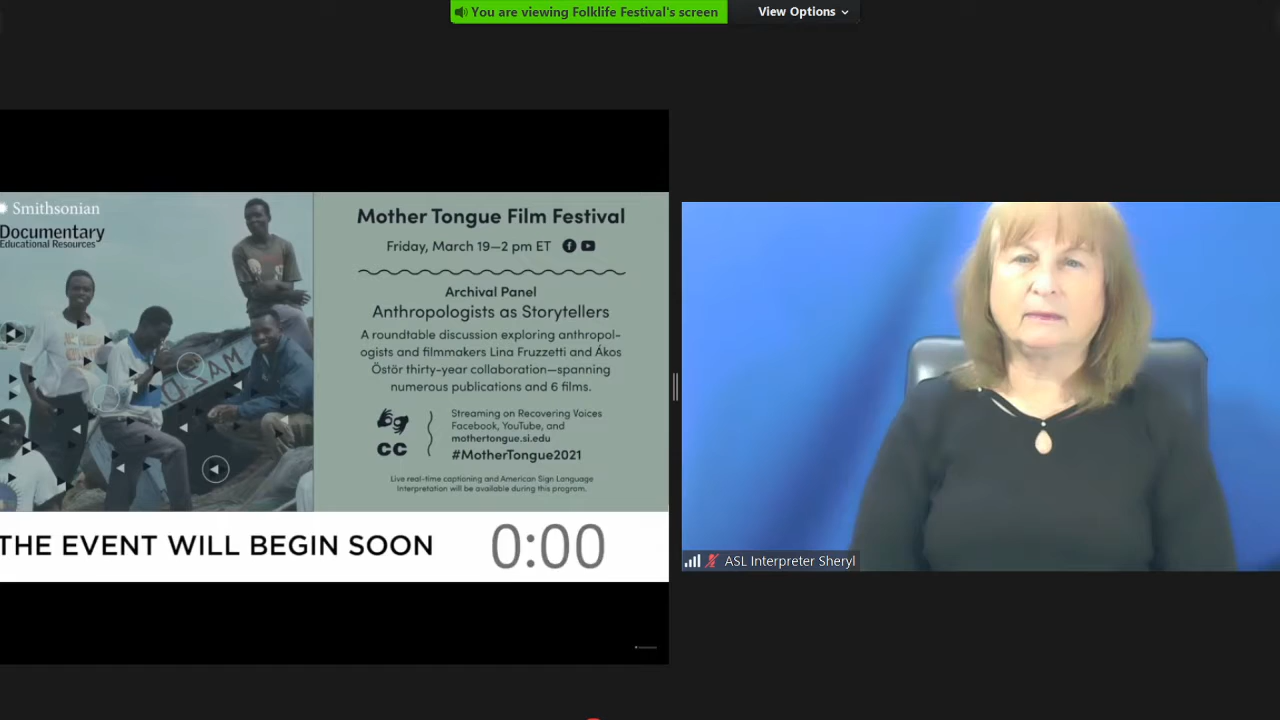 You are viewing Folklife Festival's screen
View Options
Smithsonian
Documentary
Educational Resources
MAZD
Mother Tongue Film Festival
Friday, March 19—2 pm ET
Archival Panel
Anthropologists as Storytellers
A roundtable discussion exploring anthropol-
ogists and filmmakers Lina Fruzzetti and Ákos
Östör thirty-year collaboration—spanning
numerous publications and 6 films.
CC
Streaming on Recovering Voices
Facebook, YouTube, and
mothertongue.si.edu
#MotherTongue2021
Live real-time captioning and American Sign Language
Interpretation will be available during this program.
THE EVENT WILL BEGIN SOON
0:00
ASL Interpreter Sheryl